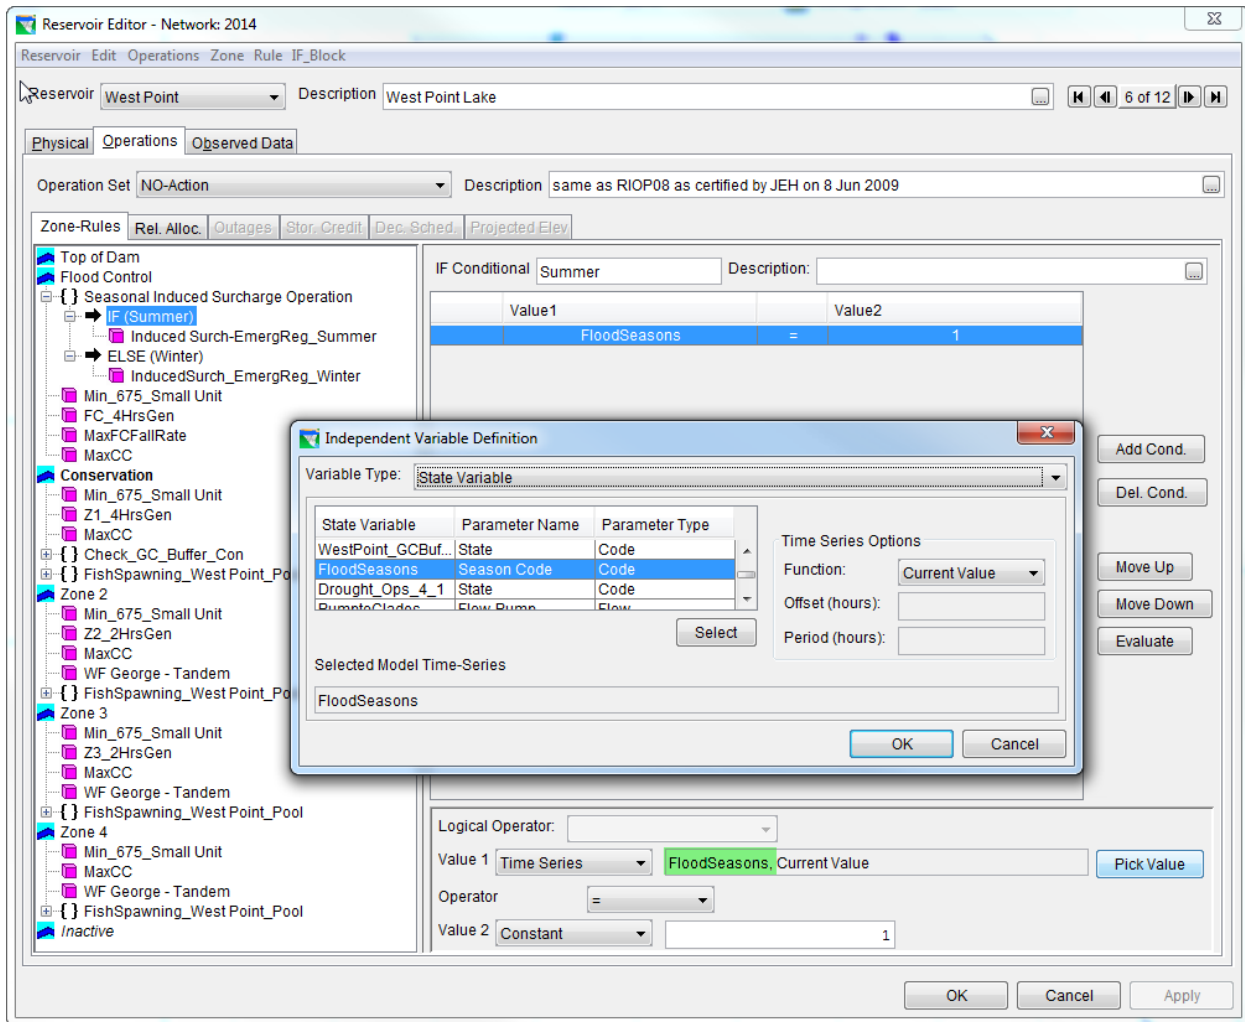 Reservoir Editor - Network: 2014
Reservoir Edit Operations Zone Rule IF_Block
Reservoir West Point Description West Point Lake ... 6 of 12
Physical Operations Observed Data
Operation Set NO-Action Description same as RIOP08 as certified by JEH on 8 Jun 2009 ...
Zone-Rules Rel. Alloc. Outages Stor. Credit Dec. Sched. Projected Elev
Top of Dam
Flood Control
{ } Seasonal Induced Surcharge Operation
IF (Summer)
Induced Surch-EmergReg_Summer
ELSE (Winter)
InducedSurch_EmergReg_Winter
Min_675_Small Unit
FC_4HrsGen
MaxFCFallRate
MaxCC
Conservation
Min_675_Small Unit
Z1_4HrsGen
MaxCC
{ } Check_GC_Buffer_Con
{ } FishSpawning_West Point_Po
Zone 2
Min_675_Small Unit
Z2_2HrsGen
MaxCC
WF George - Tandem
{ } FishSpawning_West Point_Po
Zone 3
Min_675_Small Unit
Z3_2HrsGen
MaxCC
WF George - Tandem
{ } FishSpawning_West Point_Pool
Zone 4
Min_675_Small Unit
MaxCC
WF George - Tandem
{ } FishSpawning_West Point_Pool
Inactive
IF Conditional Summer Description: ...
Value1 Value2
FloodSeasons = 1
Add Cond.
Del. Cond.
Move Up
Move Down
Evaluate
Independent Variable Definition
Variable Type: State Variable
State Variable Parameter Name Parameter Type
WestPoint_GCBuf... State Code
FloodSeasons Season Code Code
Drought_Ops_4_1 State Code
Flow
Select
Time Series Options
Function: Current Value
Offset (hours):
Period (hours):
Selected Model Time-Series
FloodSeasons
OK Cancel
Logical Operator:
Value 1 Time Series FloodSeasons, Current Value Pick Value
Operator =
Value 2 Constant 1
OK Cancel Apply